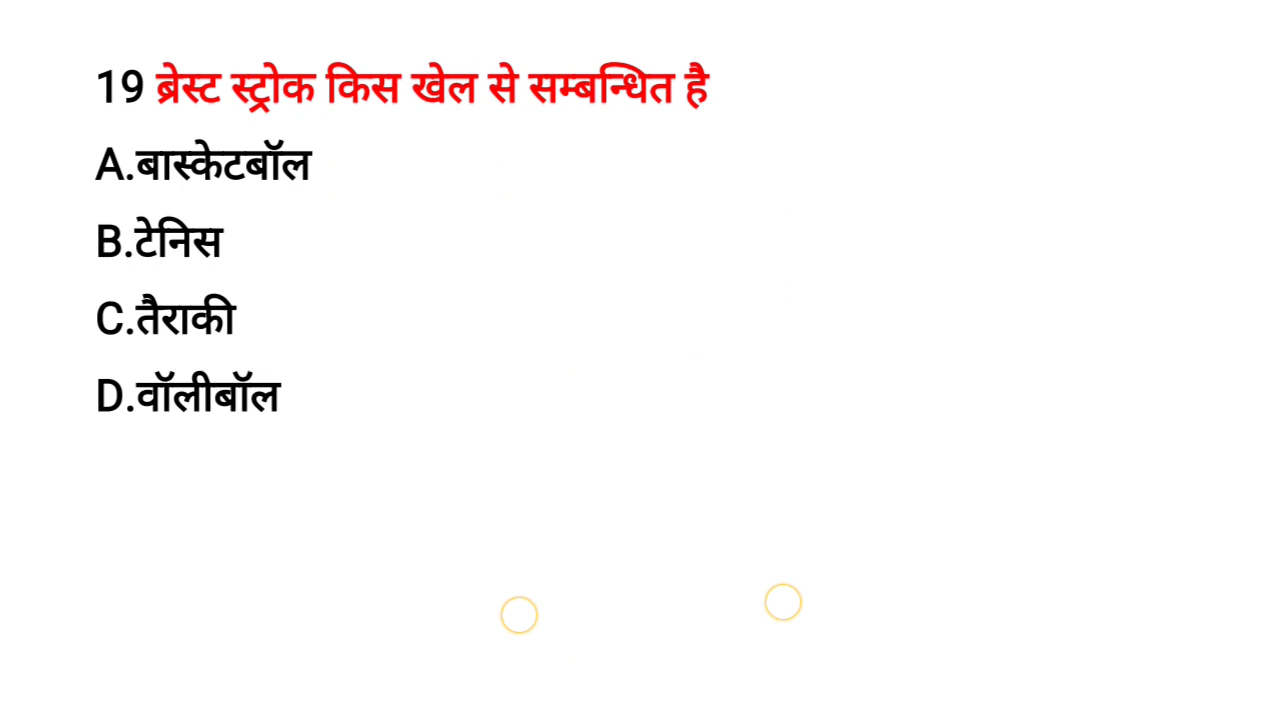 19 ब्रेस्ट स्ट्रोक किस खेल से सम्बन्धित है
A.बास्केटबॉल
B.टेनिस
C.तैराकी
D.वॉलीबॉल